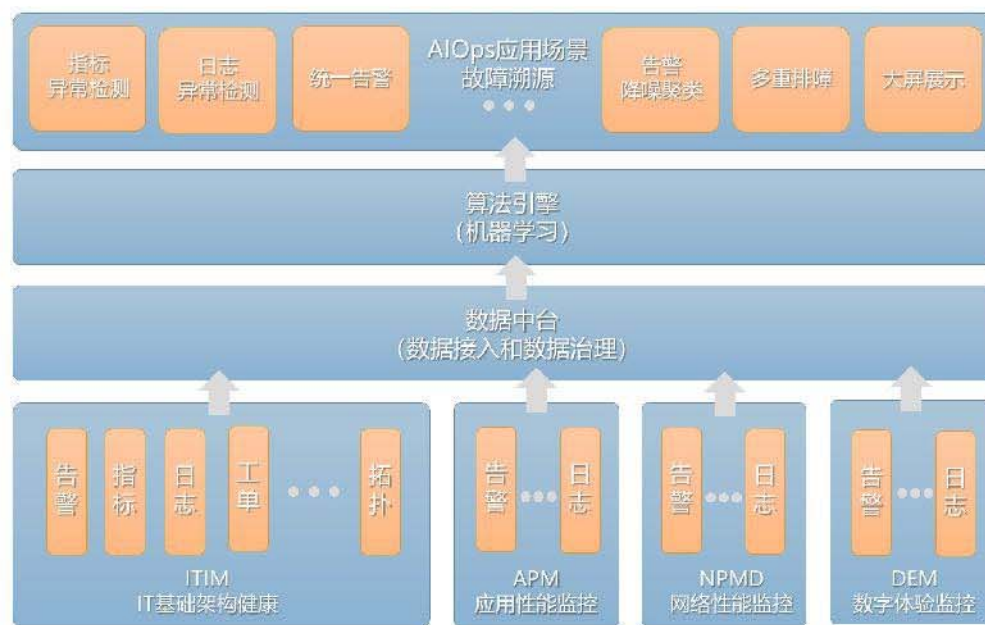 指标
异常检测
日志
异常检测
统一告警
AIOps应用场景
故障溯源
告警
降噪聚类
多重排障
大屏展示
算法引擎
（机器学习）
数据中台
（数据接入和数据治理）
告警
指标
日志
工单
拓扑
ITIM
IT基础架构健康
告警
日志
APM
应用性能监控
告警
日志
NPMD
网络性能监控
告警
日志
DEM
数字体验监控